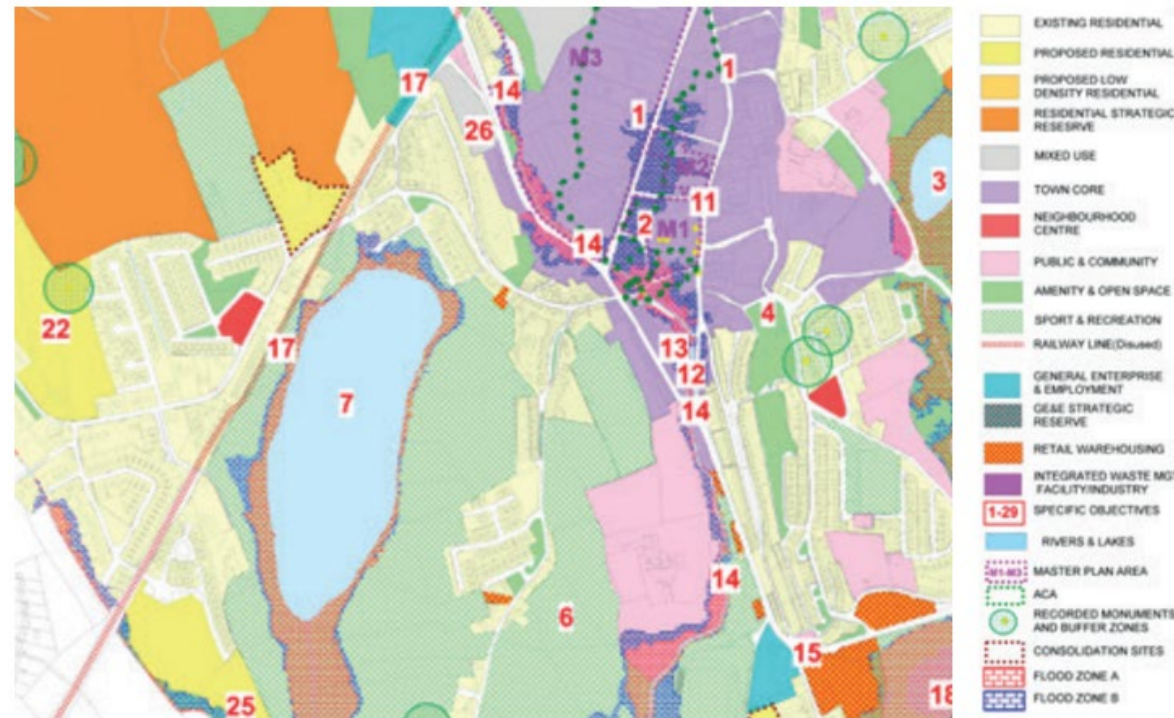 M3
1
17
14
1
26
3
M2
11
2
M1
14
22
4
17
13
12
7
14
14
6
15
25
18
EXISTING RESIDENTIAL
PROPOSED RESIDENTIAL
PROPOSED LOW
DENSITY RESIDENTIAL
RESIDENTIAL STRATEGIC
RESESRVE
MIXED USE
TOWN CORE
NEIGHBOURHOOD
CENTRE
PUBLIC & COMMUNITY
AMENITY & OPEN SPACE
SPORT & RECREATION
RAILWAY LINE(Disused)
GENERAL ENTERPRISE
& EMPLOYMENT
GE&E STRATEGIC
RESERVE
RETAIL WAREHOUSING
INTEGRATED WASTE MGT
FACILITY/INDUSTRY
1-29 SPECIFIC OBJECTIVES
RIVERS & LAKES
M1-M3 MASTER PLAN AREA
ACA
RECORDED MONUMENTS
AND BUFFER ZONES
CONSOLIDATION SITES
FLOOD ZONE A
FLOOD ZONE B